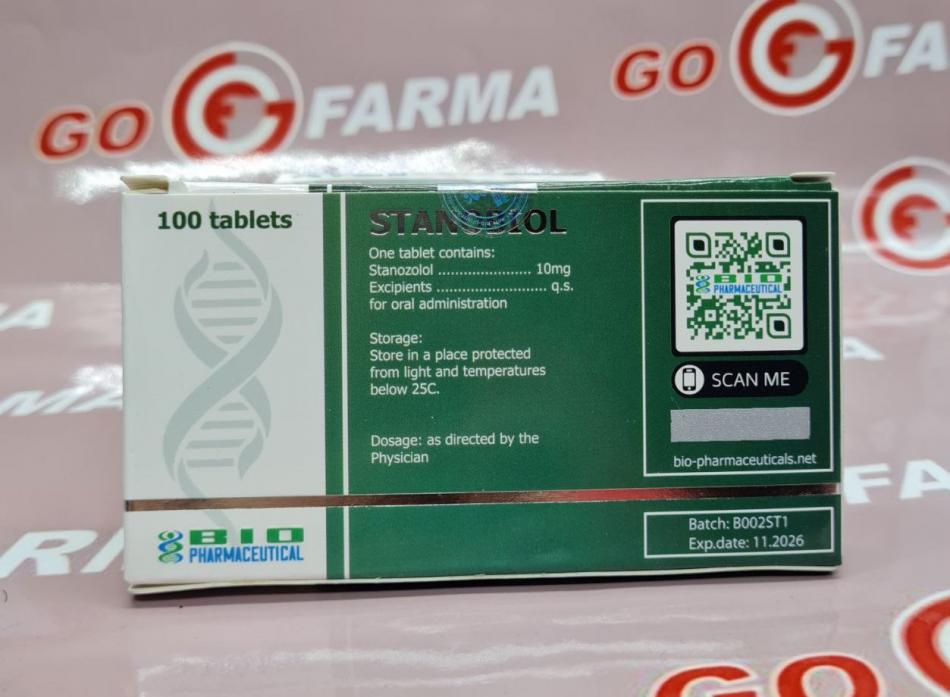 GO FARMA
GO FA
100 tablets
STANOBIOL
One tablet contains:
Stanozolol ...................... 10mg
Excipients .......................... q.s.
for oral administration
Storage:
Store in a place protected
from light and temperatures
below 25C.
Dosage: as directed by the
Physician
BIO
PHARMACEUTICAL
BIO
PHARMACEUTICAL
SCAN ME
bio-pharmaceuticals.net
Batch: B002ST1
Exp.date: 11.2026
GO